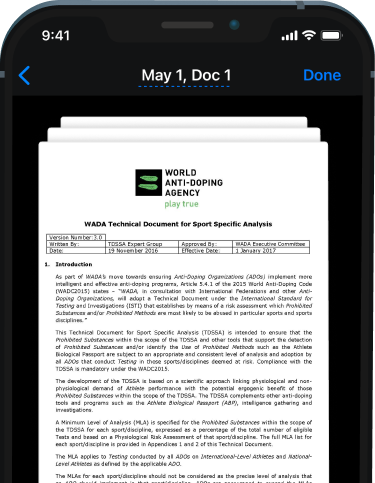 9:41
May 1, Doc 1
Done
WORLD
ANTI-DOPING
AGENCY
play true
WADA Technical Document for Sport Specific Analysis
Version Number: 3.0
Written By: TDSSA Expert Group Approved By: WADA Executive Committee
Date: 19 November 2016 Effective Date: 1 January 2017
1. Introduction
As part of WADA's move towards ensuring Anti-Doping Organizations (ADOs) implement more
intelligent and effective anti-doping programs, Article 5.4.1 of the 2015 World Anti-Doping Code
(WADC2015) states – "WADA, in consultation with International Federations and other Anti-
Doping Organizations, will adopt a Technical Document under the International Standard for
Testing and Investigations (IST) that establishes by means of a risk assessment which Prohibited
Substances and/or Prohibited Methods are most likely to be abused in particular sports and sports
disciplines."
This Technical Document for Sport Specific Analysis (TDSSA) is intended to ensure that the
Prohibited Substances within the scope of the TDSSA and other tools that support the detection
of Prohibited Substances and/or identify the Use of Prohibited Methods such as the Athlete
Biological Passport are subject to an appropriate and consistent level of analysis and adoption by
all ADOs that conduct Testing in those sports/disciplines deemed at risk. Compliance with the
TDSSA is mandatory under the WADC2015.
The development of the TDSSA is based on a scientific approach linking physiological and non-
physiological demand of Athlete performance with the potential ergogenic benefit of those
Prohibited Substances within the scope of the TDSSA. The TDSSA complements other anti-doping
tools and programs such as the Athlete Biological Passport (ABP), intelligence gathering and
investigations.
A Minimum Level of Analysis (MLA) is specified for the Prohibited Substances within the scope of
the TDSSA for each sport/discipline, expressed as a percentage of the total number of eligible
Tests and based on a Physiological Risk Assessment of that sport/discipline. The full MLA list for
each sport/discipline is provided in Appendices 1 and 2 of this Technical Document.
The MLA applies to Testing conducted by all ADOs on International-Level Athletes and National-
Level Athletes as defined by the applicable ADO.
The MLAs for each sport/discipline should not be considered as the precise level of analysis that